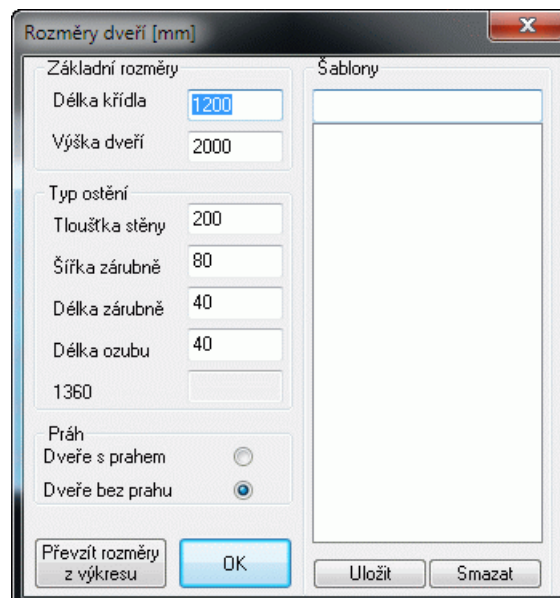 Rozměry dveří [mm]
Základní rozměry
Délka křídla 1200
Výška dveří 2000
Typ ostění
Tloušťka stěny 200
Šířka zárubně 80
Délka zárubně 40
Délka ozubu 40
1360
Práh
Dveře s prahem
Dveře bez prahu
Převzít rozměry
z výkresu
OK
Šablony
Uložit
Smazat